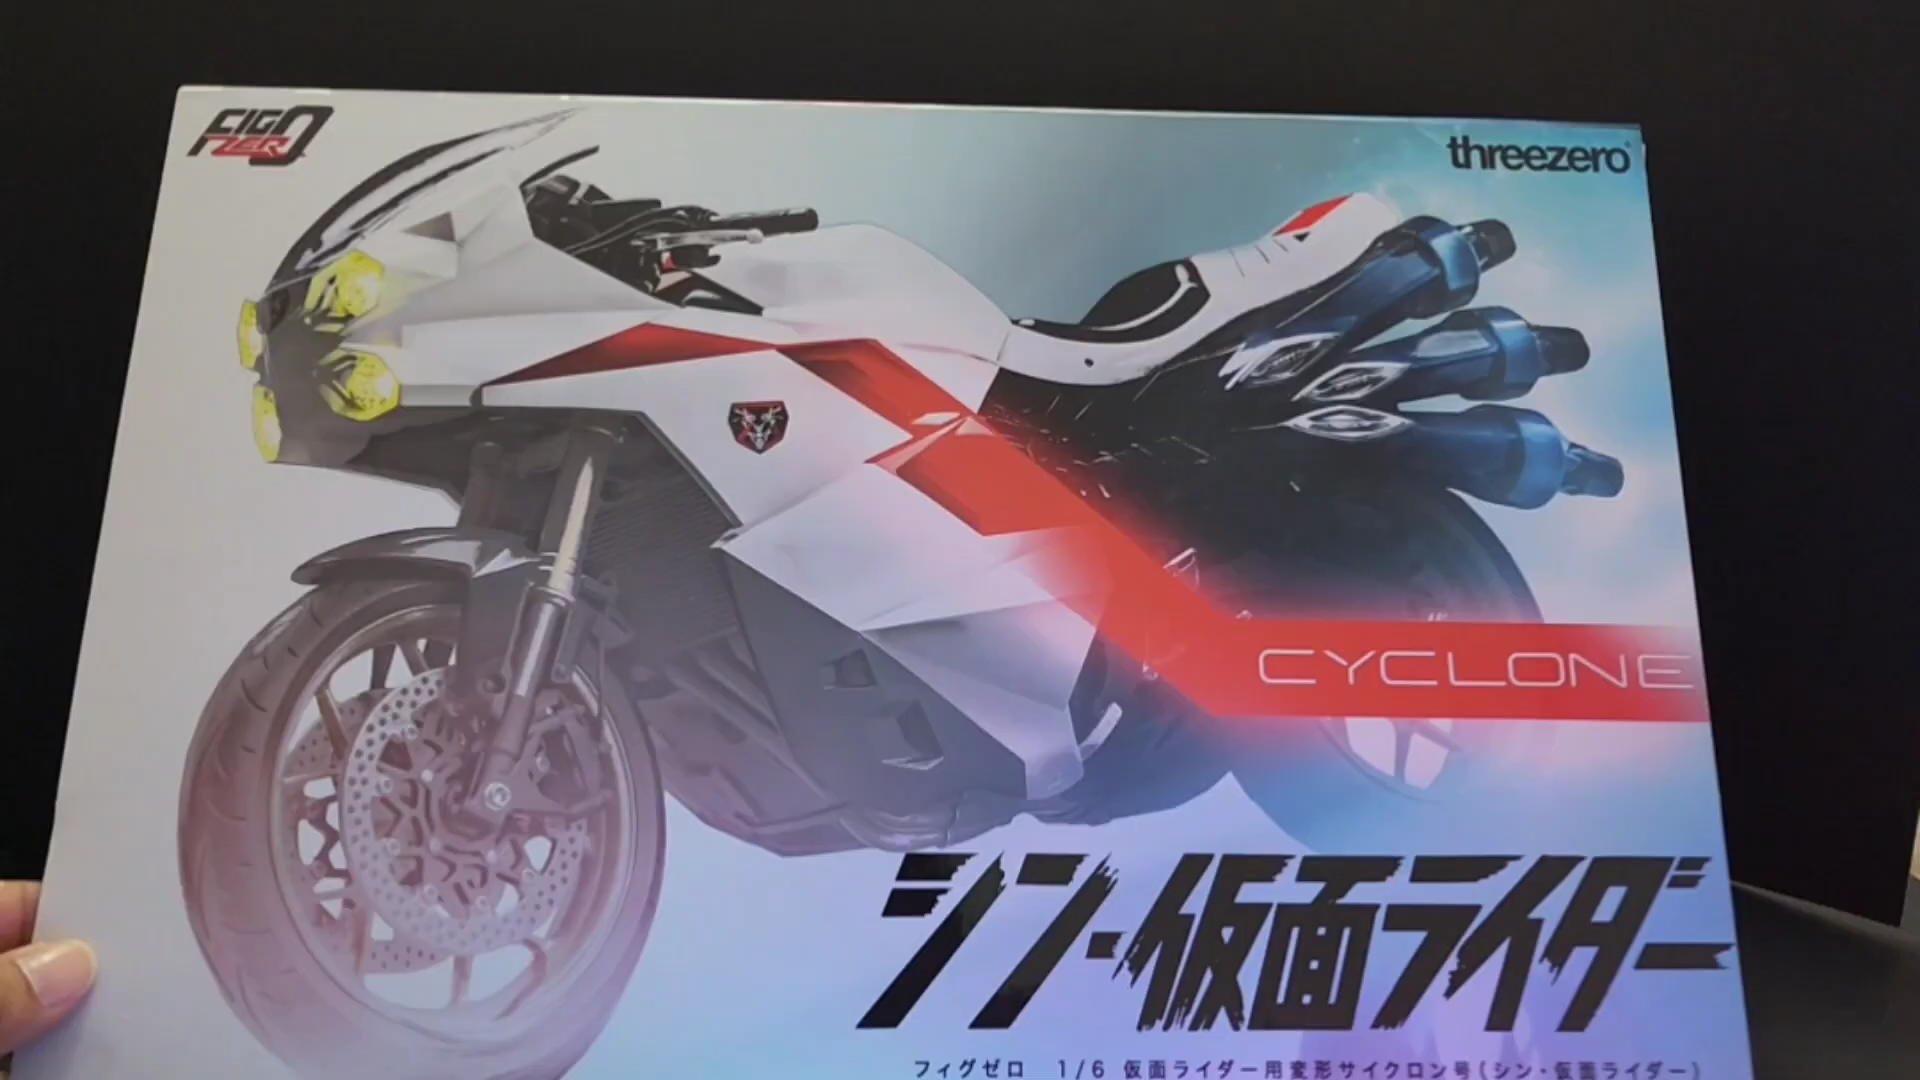 FIGZERO
threezero
CYCLONE
シン・仮面ライダー
フィグゼロ 1/6 仮面ライダー用変形サイクロン号(シン・仮面ライダー)